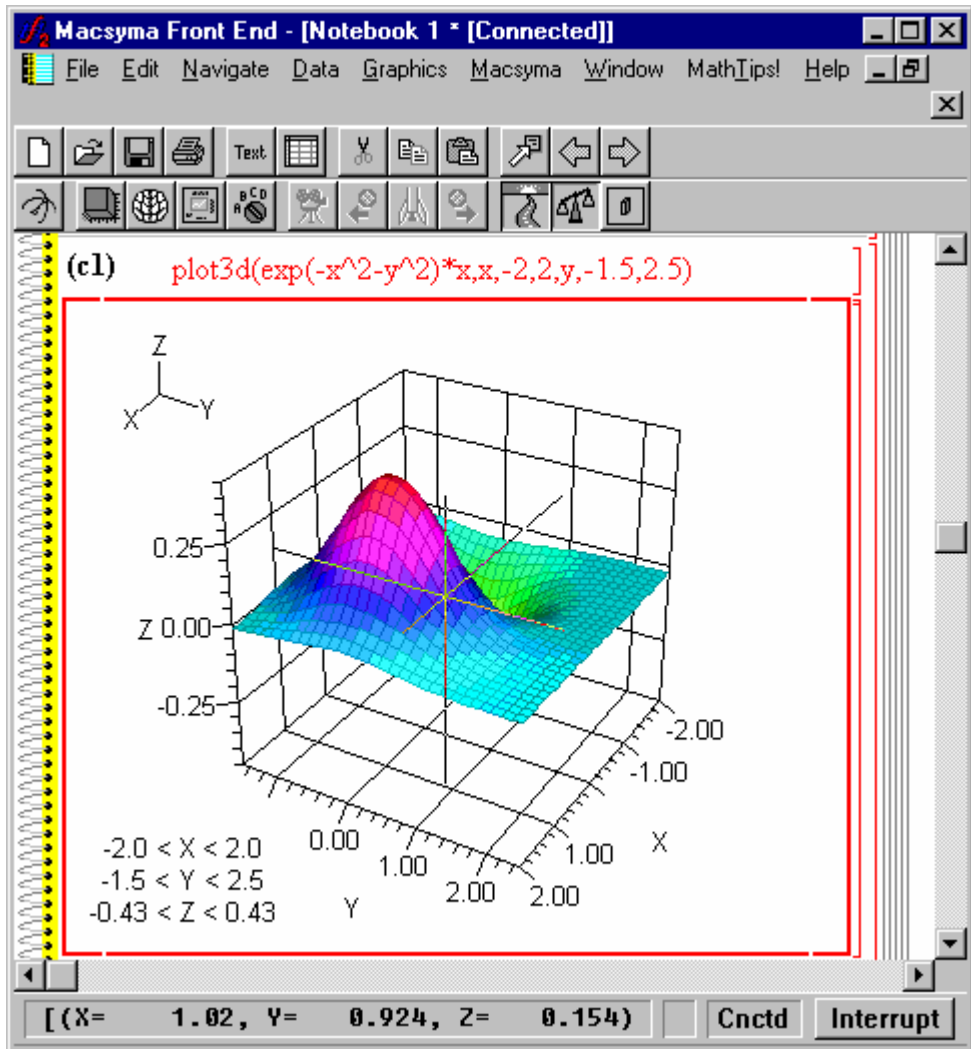 Macsyma Front End - [Notebook 1 * [Connected]]
File Edit Navigate Data Graphics Macsyma Window MathTips! Help
Text
A B C D
(c1) plot3d(exp(-x^2-y^2)*x,x,-2,2,y,-1.5,2.5)
Z
X Y
0.25
Z 0.00
-0.25
-2.00
-1.00
X
1.00
2.00
0.00
1.00
2.00
Y
-2.0 < X < 2.0
-1.5 < Y < 2.5
-0.43 < Z < 0.43
[(X= 1.02, Y= 0.924, Z= 0.154) Cnctd Interrupt